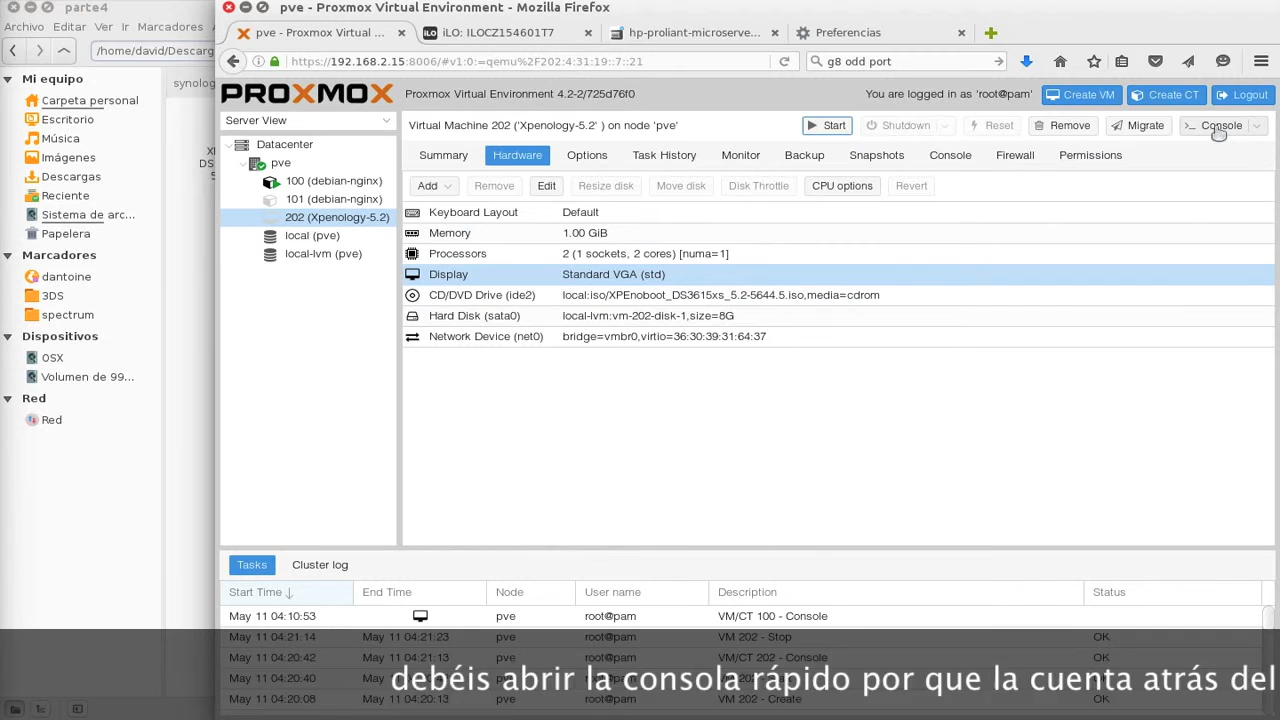 parte4
pve - Proxmox Virtual Environment - Mozilla Firefox
Archivo Editar Ver Ir Marcadores
pve - Proxmox Virtual ...
iLO: ILOCZ154601T7
hp-proliant-microserve...
Preferencias
/home/david/Descarg
https://192.168.2.15:8006/#v1:0:=qemu%2F202:4:31:19::7::21
g8 odd port
Mi equipo
Carpeta personal
Escritorio
Música
Imágenes
Descargas
Reciente
Sistema de arc...
Papelera
Marcadores
dantoine
3DS
spectrum
Dispositivos
OSX
Volumen de 99...
Red
Red
synolog
PROXMOX
Proxmox Virtual Environment 4.2-2/725d76f0
You are logged in as 'root@pam'
Create VM
Create CT
Logout
Server View
Datacenter
pve
100 (debian-nginx)
101 (debian-nginx)
202 (Xpenology-5.2)
local (pve)
local-lvm (pve)
Virtual Machine 202 ('Xpenology-5.2' ) on node 'pve'
Start
Shutdown
Reset
Remove
Migrate
Console
Summary Hardware Options Task History Monitor Backup Snapshots Console Firewall Permissions
Add Remove Edit Resize disk Move disk Disk Throttle CPU options Revert
Keyboard Layout Default
Memory 1.00 GiB
Processors 2 (1 sockets, 2 cores) [numa=1]
Display Standard VGA (std)
CD/DVD Drive (ide2) local:iso/XPEnoboot_DS3615xs_5.2-5644.5.iso,media=cdrom
Hard Disk (sata0) local-lvm:vm-202-disk-1,size=8G
Network Device (net0) bridge=vmbr0,virtio=36:30:39:31:64:37
Tasks Cluster log
Start Time End Time Node User name Description Status
May 11 04:10:53 pve root@pam VM/CT 100 - Console
May 11 04:21:14 May 11 04:21:23 pve root@pam VM 202 - Stop OK
May 11 04:20:42 May 11 04:21:13 pve root@pam VM/CT 202 - Console OK
May 11 04:20:40 May 11 04:21:13 pve root@pam
May 11 04:20:08 May 11 04:20:13 pve root@pam VM 202 - Create OK
debéis abrir la consola rápido por que la cuenta atrás del